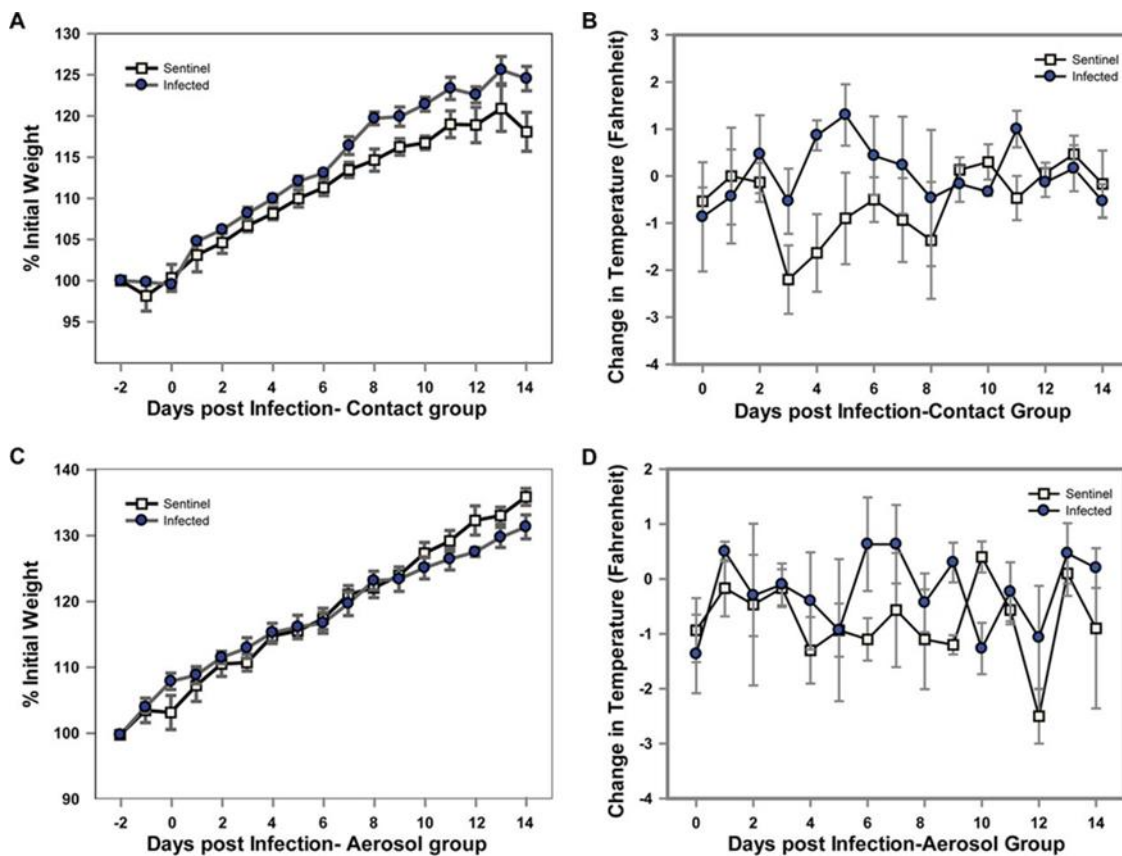 A
130
125
120
115
110
105
100
95
% Initial Weight
Sentinel
Infected
-2 0 2 4 6 8 10 12 14
Days post Infection- Contact group
B
3
2
1
0
-1
-2
-3
-4
Change in Temperature (Fahrenheit)
Sentinel
Infected
0 2 4 6 8 10 12 14
Days post Infection-Contact Group
C
140
130
120
110
100
90
% Initial Weight
Sentinel
Infected
-2 0 2 4 6 8 10 12 14
Days post Infection- Aerosol group
D
2
1
0
-1
-2
-3
-4
Change in Temperature (Fahrenheit)
Sentinel
Infected
0 2 4 6 8 10 12 14
Days post Infection-Aerosol Group